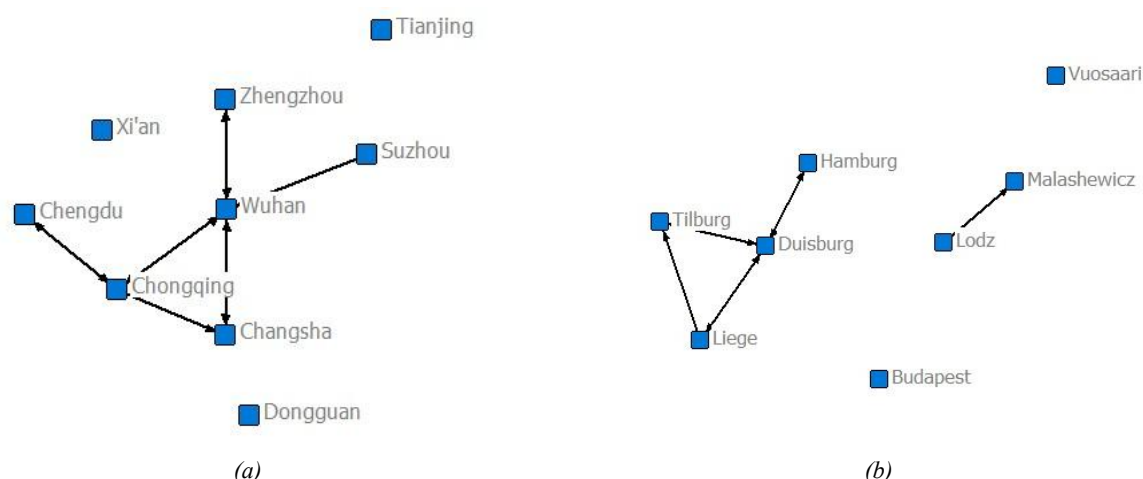 Tianjing
Zhengzhou
Xi'an
Suzhou
Wuhan
Chengdu
Chongqing
Changsha
Dongguan
(a)
Vuosaari
Hamburg
Malashewicz
Tilburg
Duisburg
Lodz
Liege
Budapest
(b)